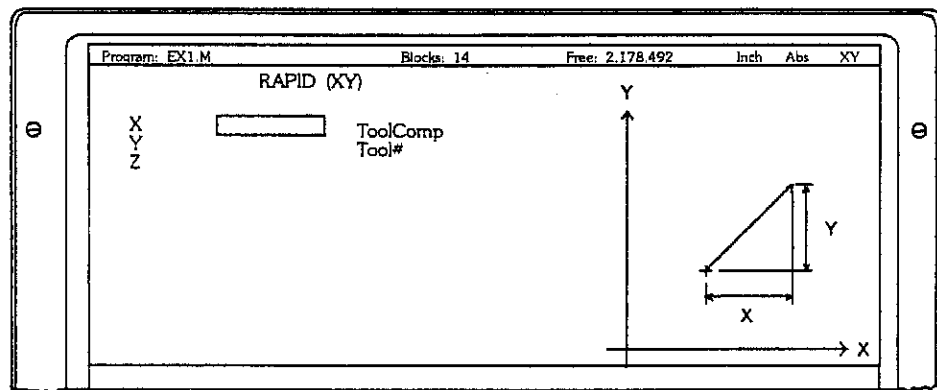 Program: EX1.M Blocks: 14 Free: 2,178,492 Inch Abs XY
RAPID (XY)
X
Y
Z
ToolComp
Tool#
Y
Y
X
X